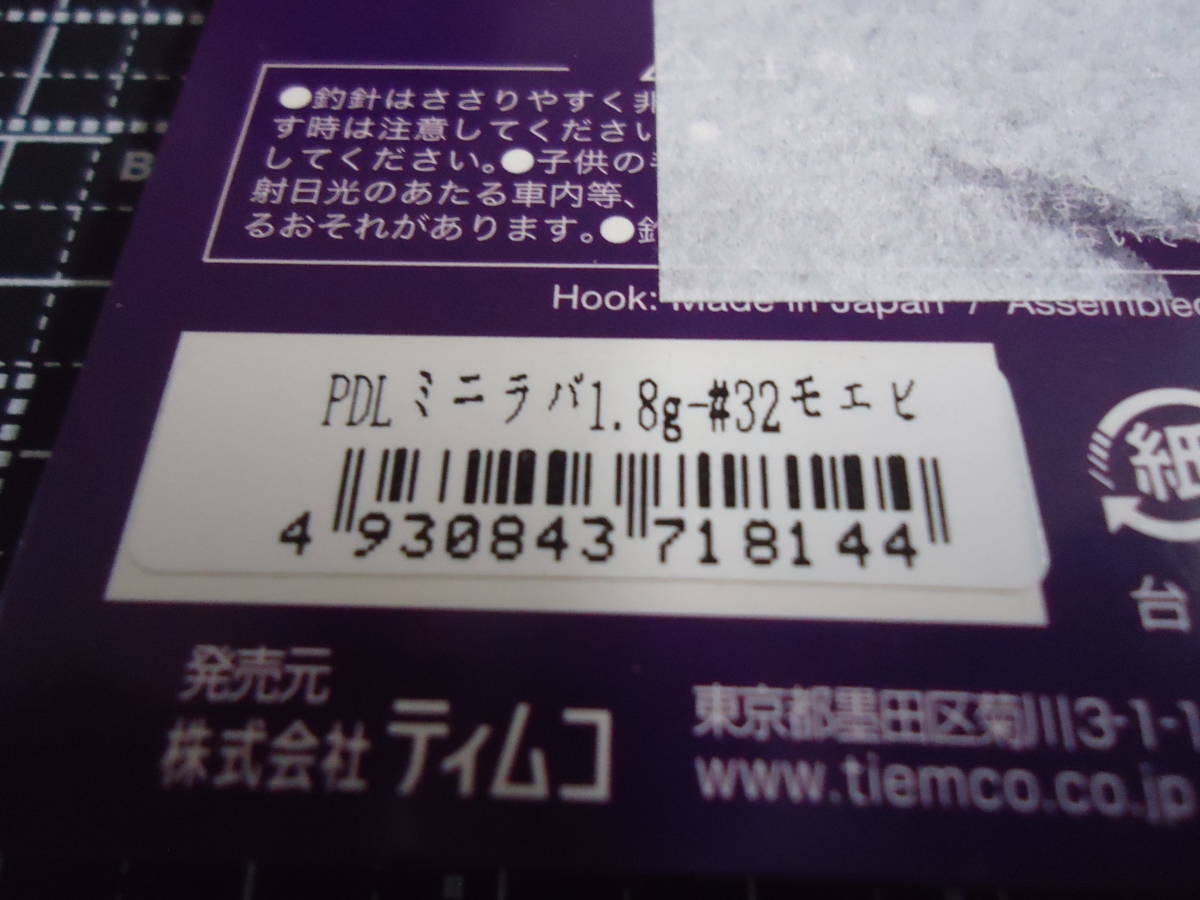 B
●釣針はささりやすく非
す時は注意してください
してください。●子供の
射日光のあたる車内等、
るおそれがあります。●釣
Hook: Made in Japan / Assembled
PDLミニラバ1.8g-#32モエビ
4 930843 718144
紙
台
発売元
株式会社 ティムコ
東京都墨田区菊川3-1-1
www.tiemco.co.jp